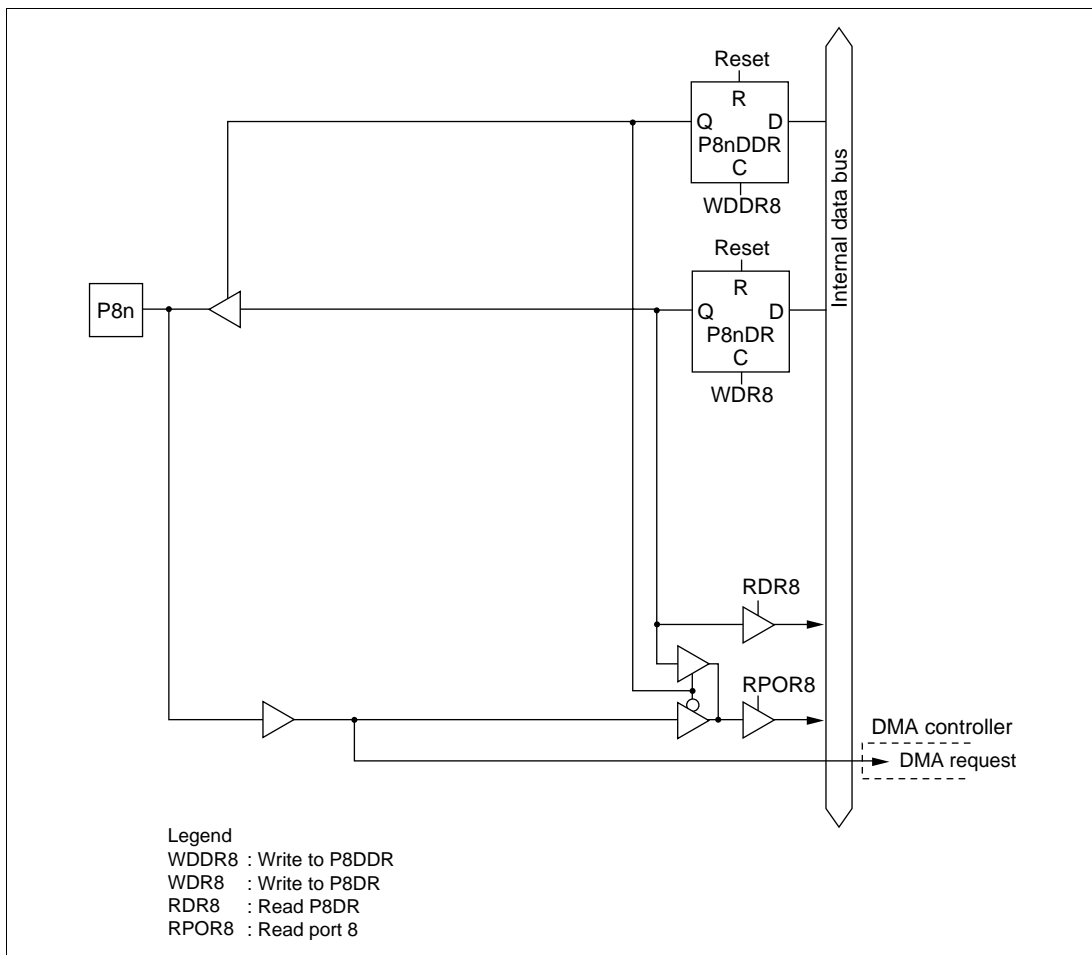 Reset
R
Q D
P8nDDR
C
WDDR8
Internal data bus
Reset
R
P8n
Q D
P8nDR
C
WDR8
RDR8
RPOR8
DMA controller
DMA request
Legend
WDDR8 : Write to P8DDR
WDR8 : Write to P8DR
RDR8 : Read P8DR
RPOR8 : Read port 8